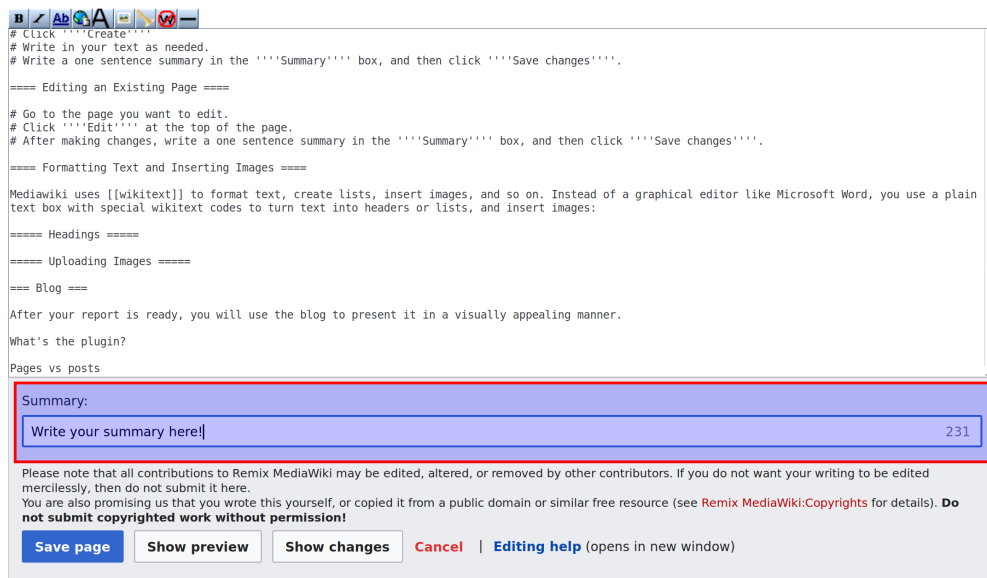 B I Ab A W
# Click ''''Create''''
# Write in your text as needed.
# Write a one sentence summary in the ''''Summary'''' box, and then click ''''Save changes''''.
==== Editing an Existing Page ====
# Go to the page you want to edit.
# Click ''''Edit'''' at the top of the page.
# After making changes, write a one sentence summary in the ''''Summary'''' box, and then click ''''Save changes''''.
==== Formatting Text and Inserting Images ====
Mediawiki uses [[wikitext]] to format text, create lists, insert images, and so on. Instead of a graphical editor like Microsoft Word, you use a plain
text box with special wikitext codes to turn text into headers or lists, and insert images:
===== Headings =====
===== Uploading Images =====
=== Blog ===
After your report is ready, you will use the blog to present it in a visually appealing manner.
What's the plugin?
Pages vs posts
Summary:
Write your summary here! 231
Please note that all contributions to Remix MediaWiki may be edited, altered, or removed by other contributors. If you do not want your writing to be edited
mercilessly, then do not submit it here.
You are also promising us that you wrote this yourself, or copied it from a public domain or similar free resource (see Remix MediaWiki:Copyrights for details). Do
not submit copyrighted work without permission!
Save page Show preview Show changes Cancel | Editing help (opens in new window)